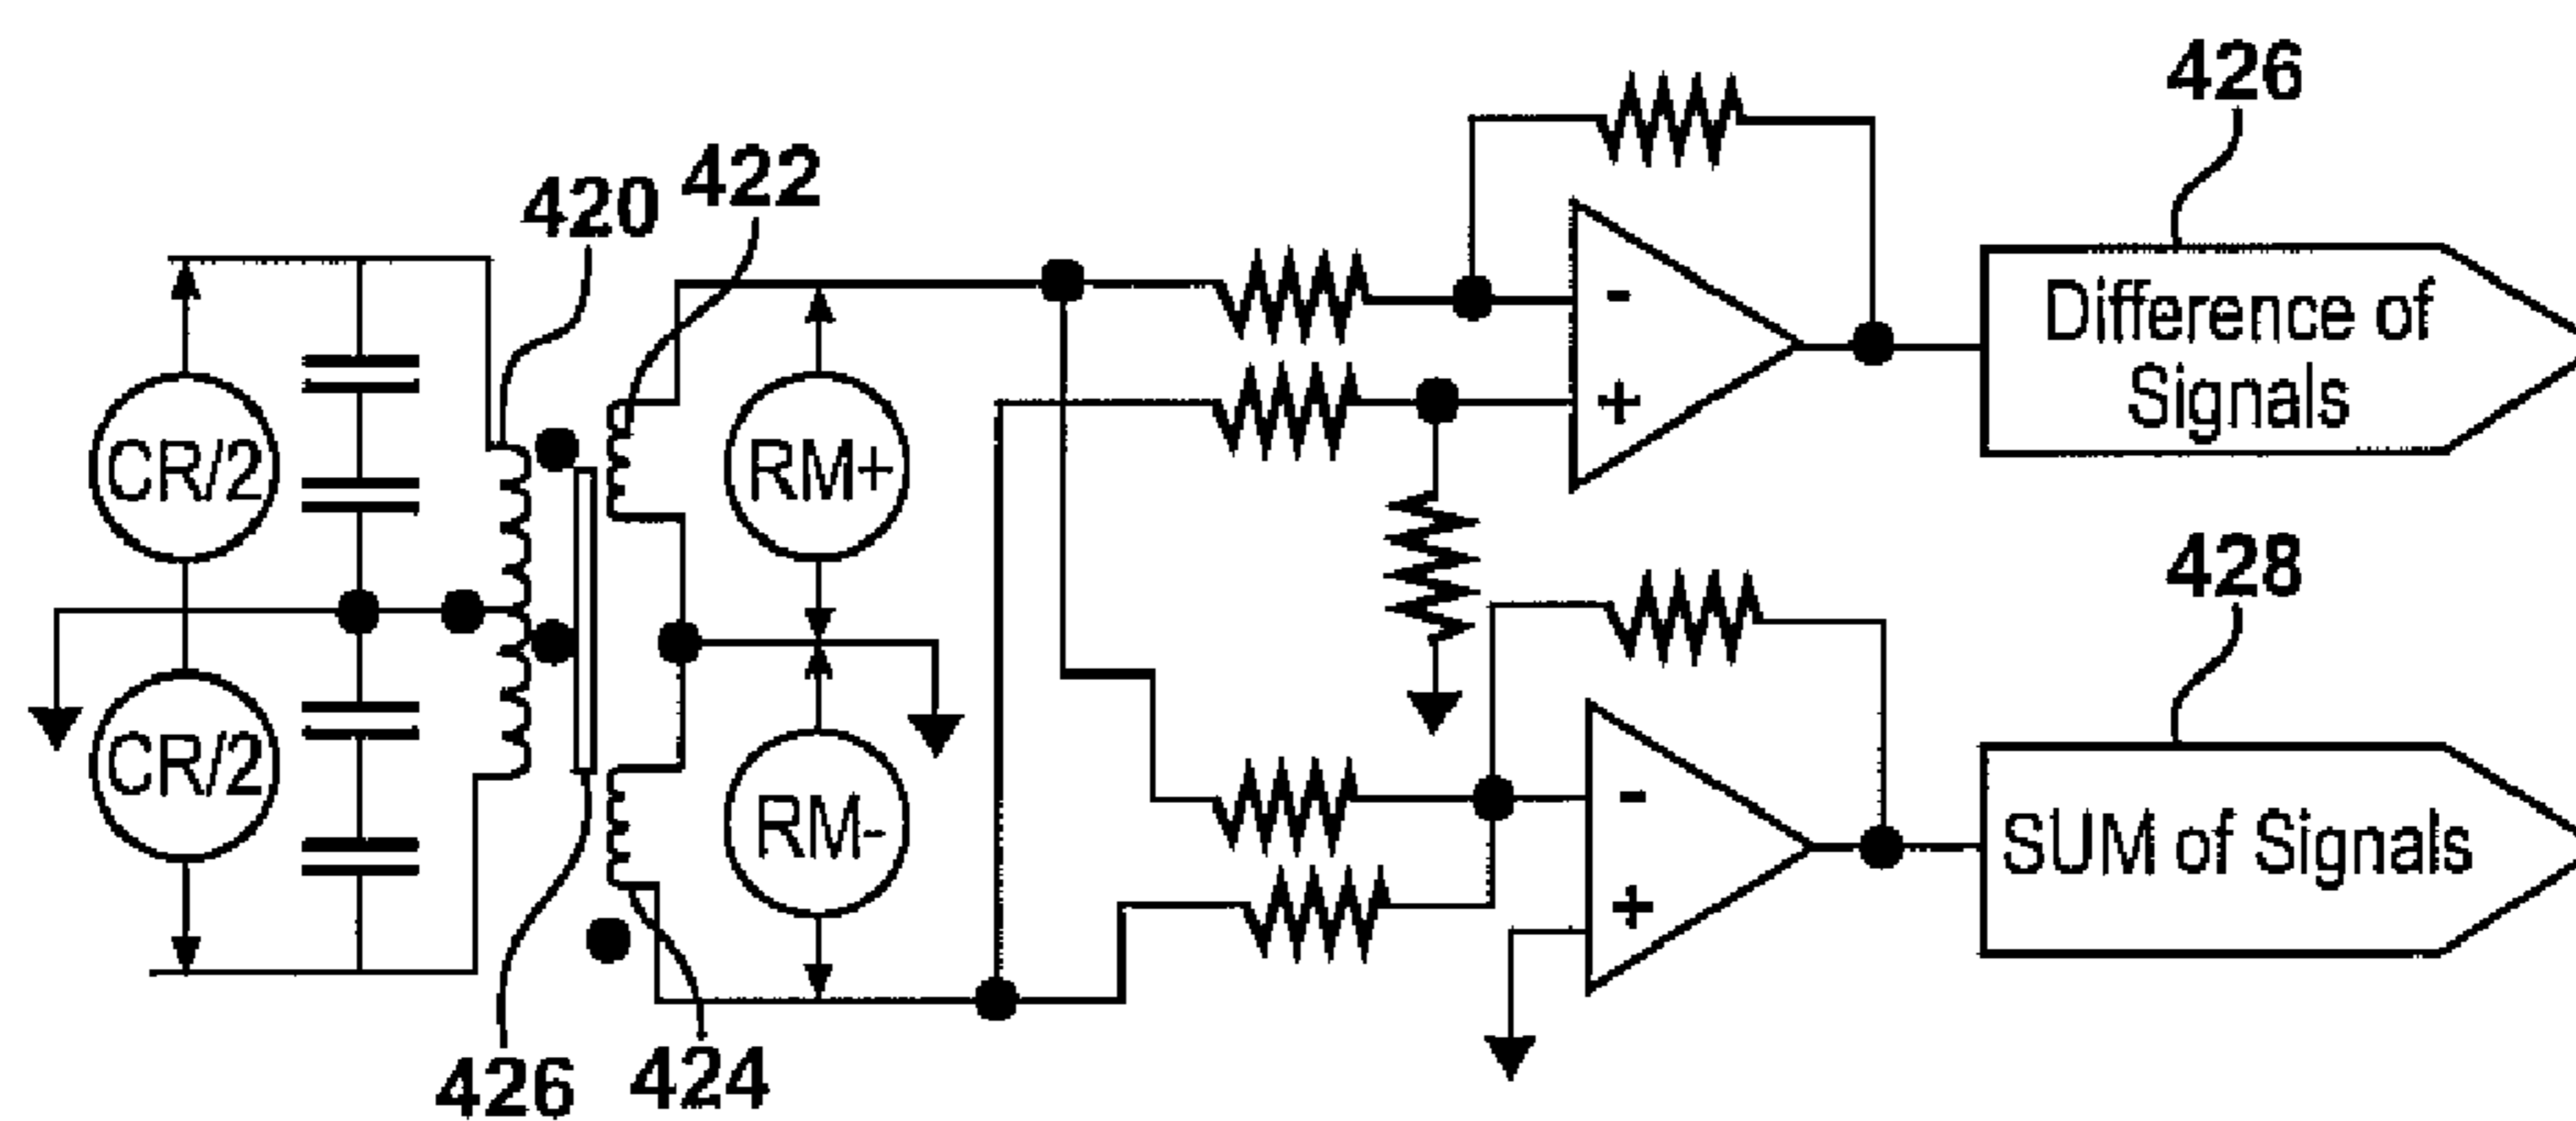 426
420
422
CR/2
RM+
-
+
Difference of
Signals
428
CR/2
RM-
-
+
SUM of Signals
426
424